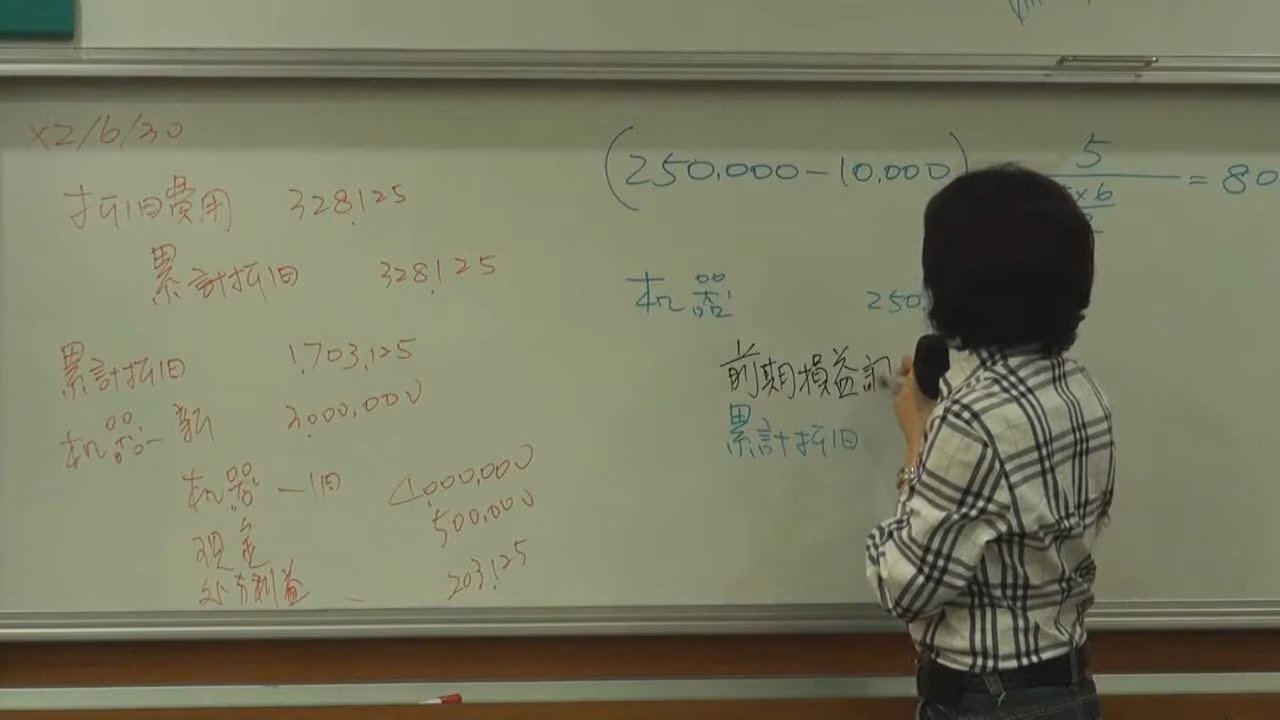 X2/6/30
折旧費用 328,125
累計折旧 328,125
累計折旧 1,703,125
机器-新 3,000,000
机器-旧 4,000,000
現金 500,000
処分利益 203,125
(250,000-10,000) 5 = 80
机器 250,
前期損益
累計折旧